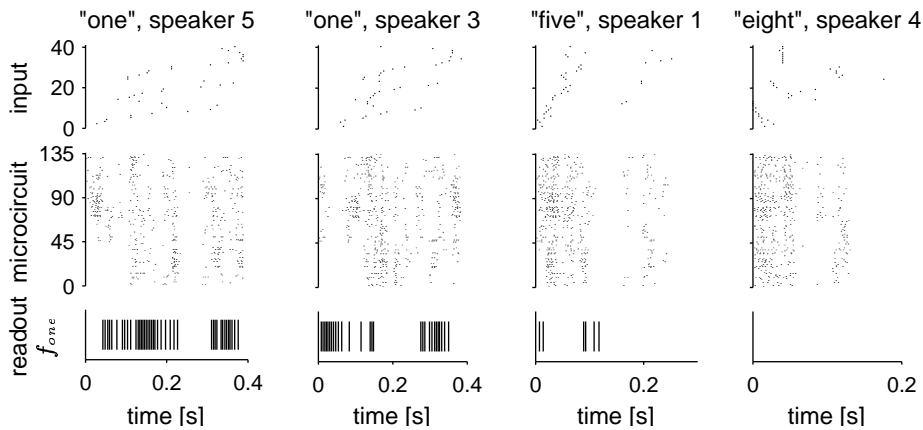 "one", speaker 5
"one", speaker 3
"five", speaker 1
"eight", speaker 4
input
40
20
0
microcircuit
135
90
45
0
readout
f_one
0 0.2 0.4
0 0.2 0.4
0 0.2
0 0.2
time [s]
time [s]
time [s]
time [s]